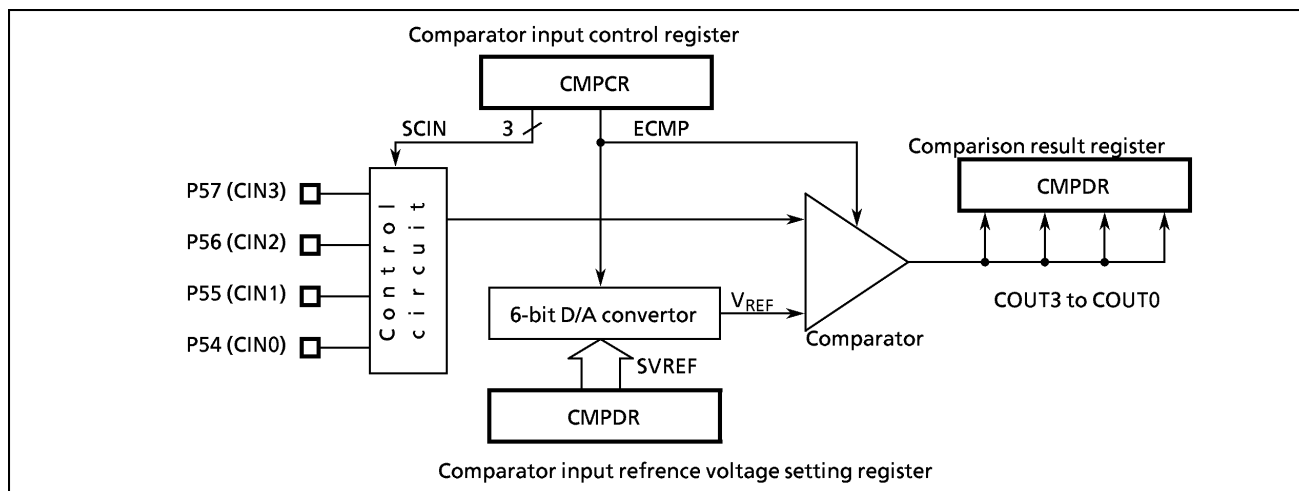 Comparator input control register
CMPCR
SCIN
3
ECMP
Comparison result register
CMPDR
P57 (CIN3)
P56 (CIN2)
P55 (CIN1)
P54 (CIN0)
Control
circuit
6-bit D/A convertor
VREF
Comparator
COUT3 to COUT0
SVREF
CMPDR
Comparator input refrence voltage setting register